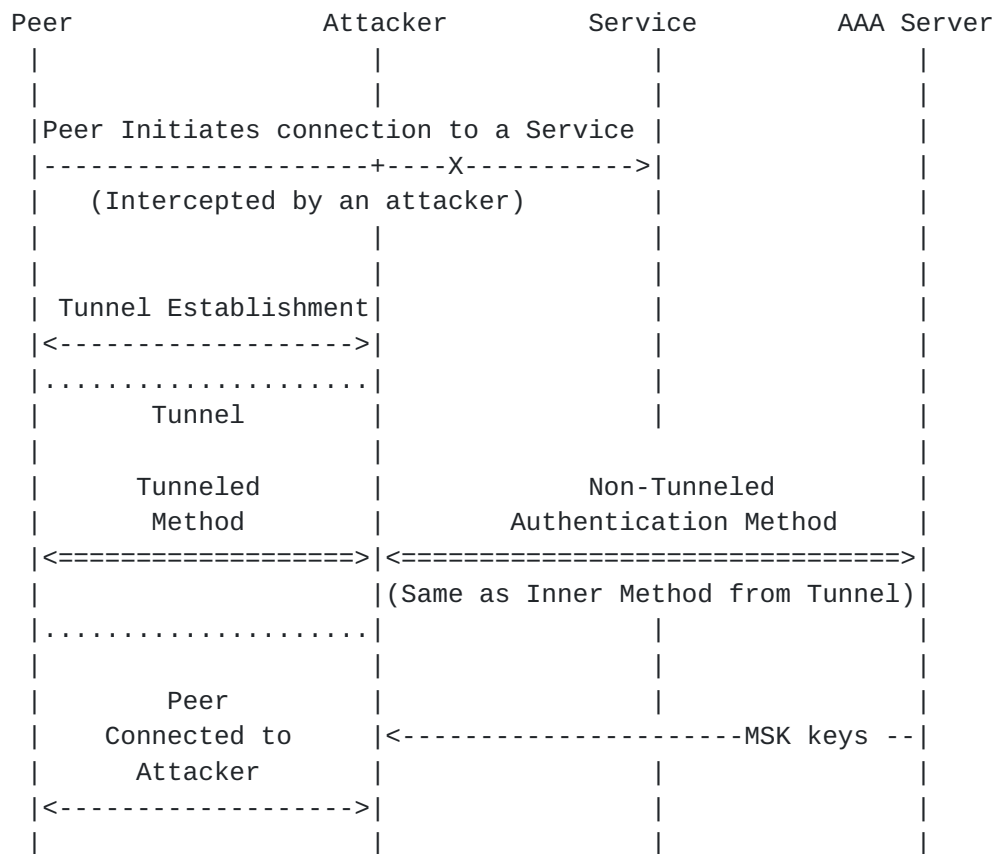 Peer                  Attacker         Service         AAA Server
 |                      |                 |                |
 |                      |                 |                |
 |Peer Initiates connection to a Service |                |
 |---------------------+----X----------->|                |
 |   (Intercepted by an attacker)        |                |
 |                      |                 |                |
 |                      |                 |                |
 | Tunnel Establishment|                 |                |
 |<------------------->|                 |                |
 |.....................|                 |                |
 |       Tunnel        |                 |                |
 |                     |                                  |
 |      Tunneled       |            Non-Tunneled          |
 |       Method        |       Authentication Method      |
 |<===================>|<================================>|
 |                     |(Same as Inner Method from Tunnel)|
 |.....................|                 |                |
 |                     |                 |                |
 |        Peer         |                 |                |
 |    Connected to     |<----------------------MSK keys --|
 |      Attacker       |                 |                |
 |<------------------->|                 |                |
 |                     |                 |                |